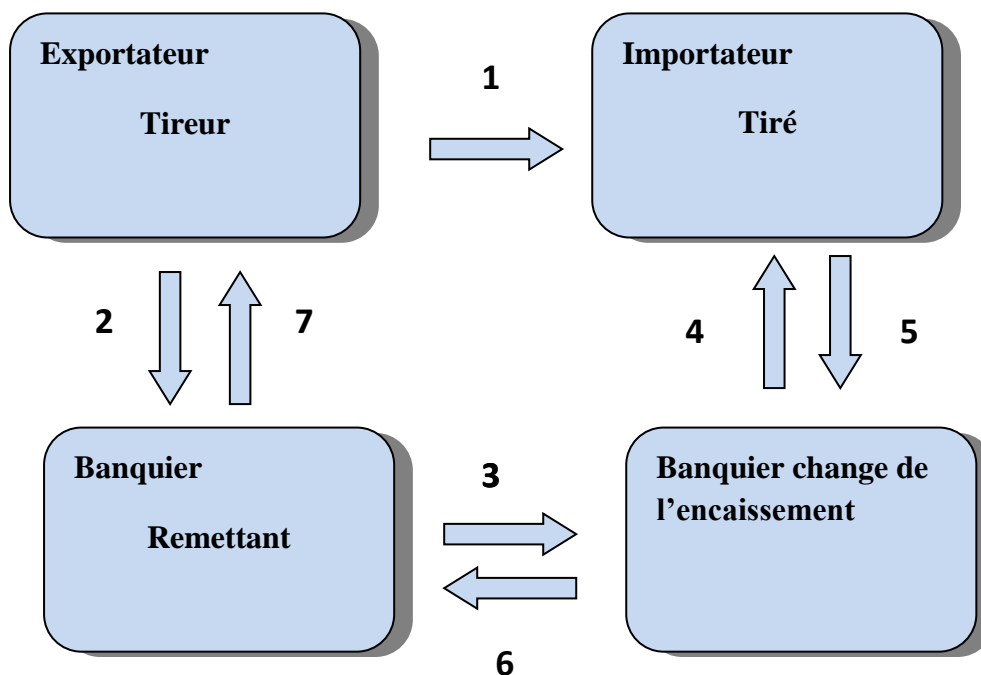 Exportateur
Tireur
1
Importateur
Tiré
2
7
4
5
Banquier
Remettant
3
Banquier change de
l'encaissement
6